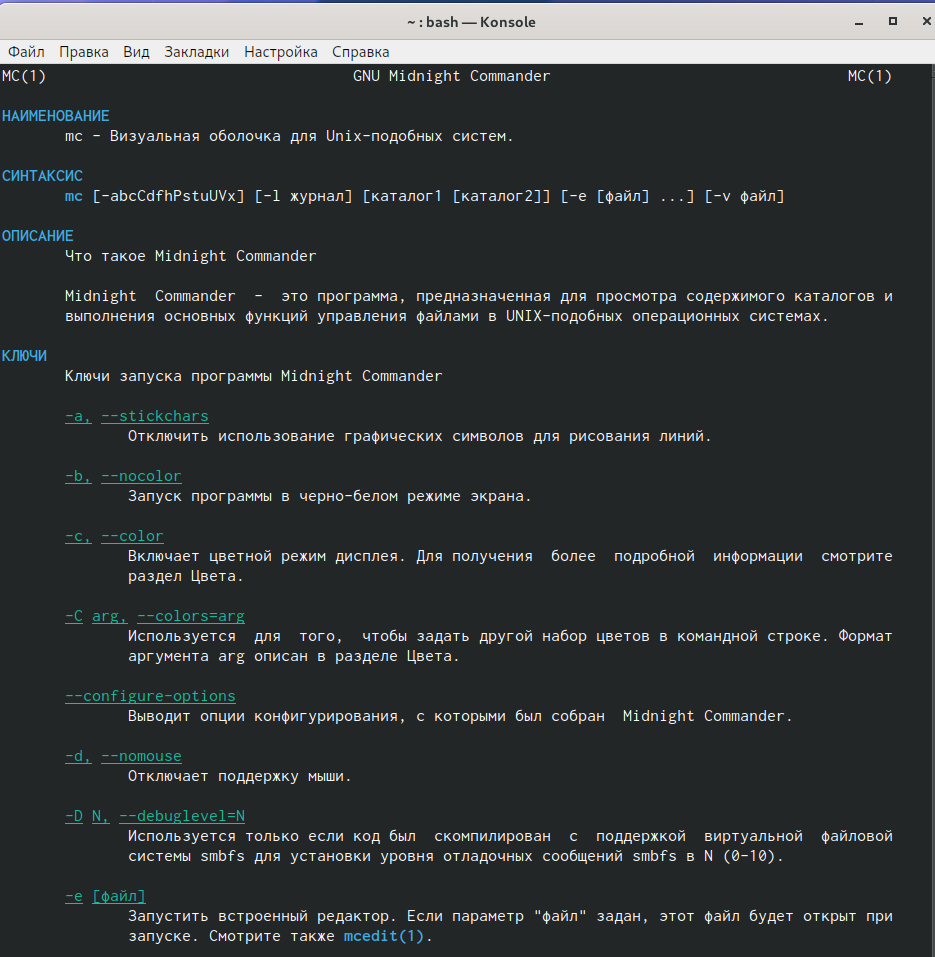 ~ : bash — Konsole
Файл Правка Вид Закладки Настройка Справка
MC(1) GNU Midnight Commander MC(1)
НАИМЕНОВАНИЕ
mc - Визуальная оболочка для Unix-подобных систем.
СИНТАКСИС
mc [-abcCdfhPstuUVx] [-l журнал] [каталог1 [каталог2]] [-e [файл] ...] [-v файл]
ОПИСАНИЕ
Что такое Midnight Commander
Midnight Commander - это программа, предназначенная для просмотра содержимого каталогов и
выполнения основных функций управления файлами в UNIX-подобных операционных системах.
КЛЮЧИ
Ключи запуска программы Midnight Commander
-a, --stickchars
Отключить использование графических символов для рисования линий.
-b, --nocolor
Запуск программы в черно-белом режиме экрана.
-c, --color
Включает цветной режим дисплея. Для получения более подробной информации смотрите
раздел Цвета.
-C arg, --colors=arg
Используется для того, чтобы задать другой набор цветов в командной строке. Формат
аргумента arg описан в разделе Цвета.
--configure-options
Выводит опции конфигурирования, с которыми был собран Midnight Commander.
-d, --nomouse
Отключает поддержку мыши.
-D N, --debuglevel=N
Используется только если код был скомпилирован с поддержкой виртуальной файловой
системы smbfs для установки уровня отладочных сообщений smbfs в N (0-10).
-e [файл]
Запустить встроенный редактор. Если параметр "файл" задан, этот файл будет открыт при
запуске. Смотрите также mcedit(1).